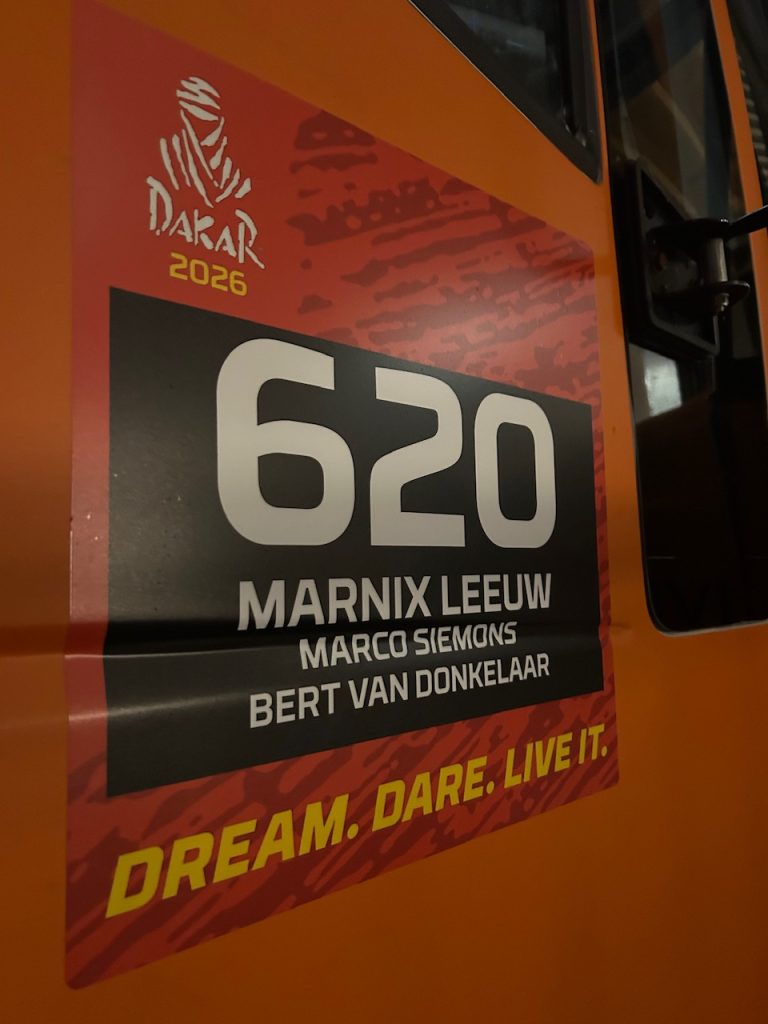 DAKAR
2026
620
MARNIX LEEUW
MARCO SIEMONS
BERT VAN DONKELAAR
DREAM. DARE. LIVE IT.